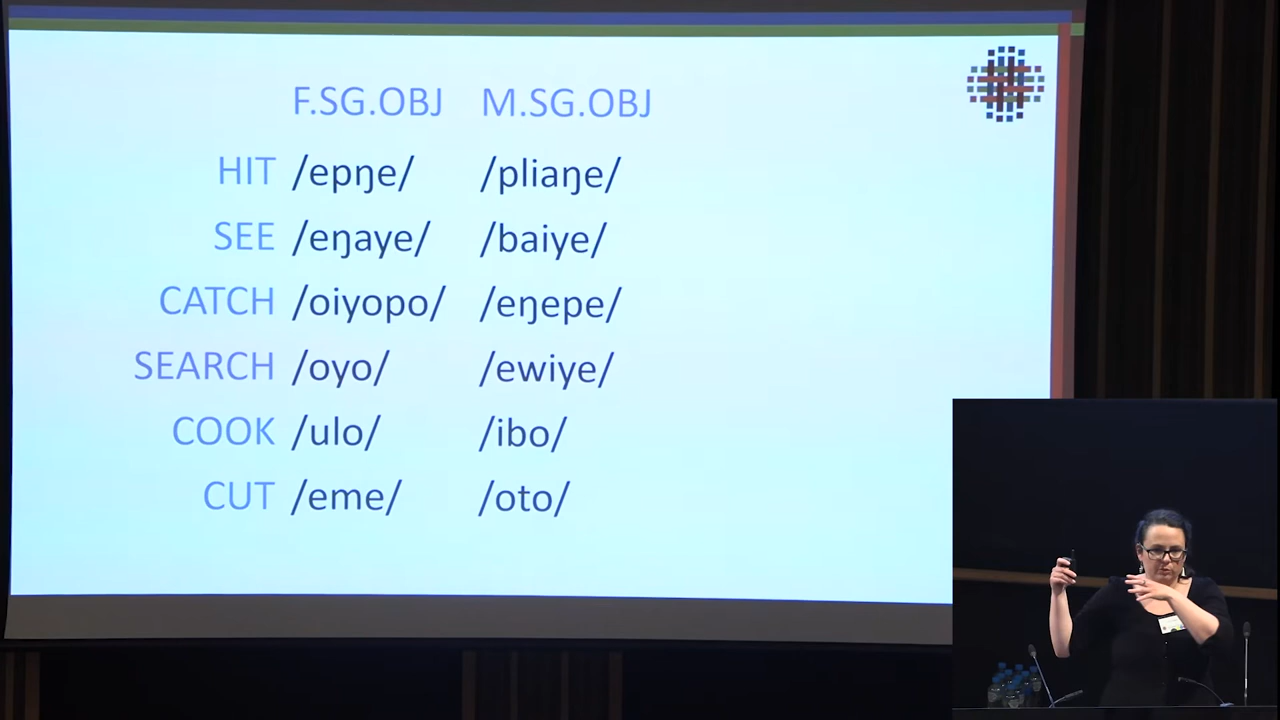 F.SG.OBJ M.SG.OBJ
HIT /epŋe/ /pliaŋe/
SEE /eŋaye/ /baiye/
CATCH /oiyopo/ /eŋepe/
SEARCH /oyo/ /ewiye/
COOK /ulo/ /ibo/
CUT /eme/ /oto/